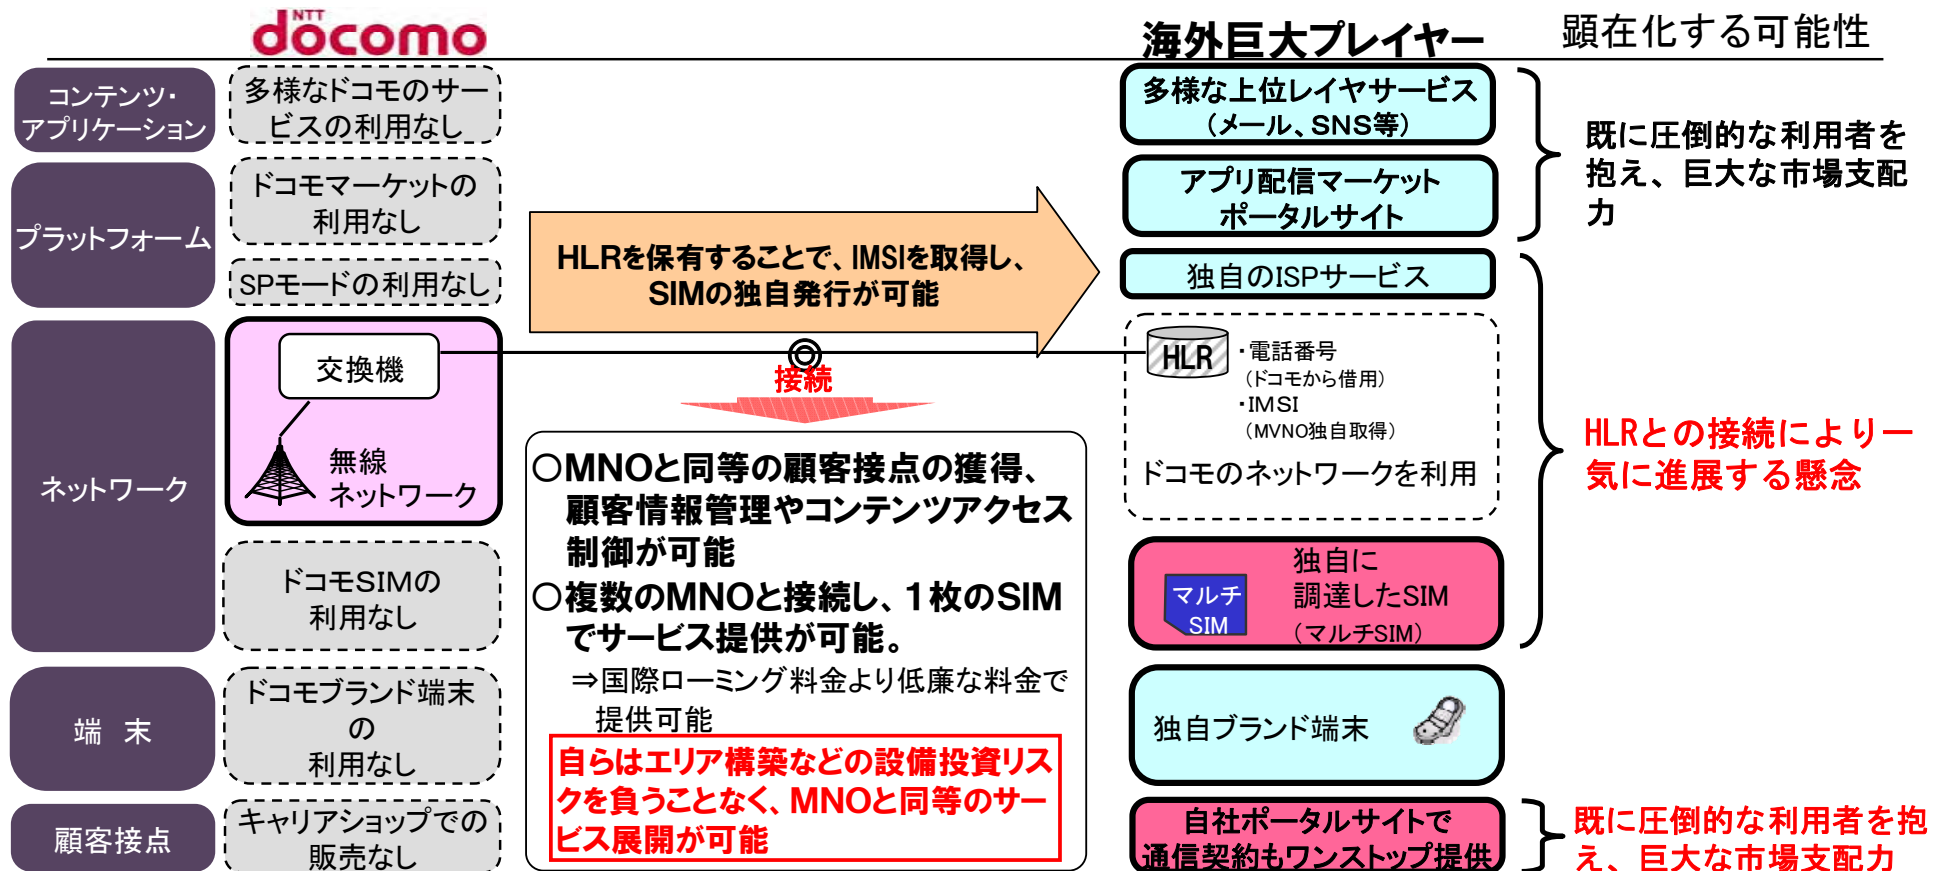 NTT
döcomo
海外巨大プレイヤー
顕在化する可能性
コンテンツ・
アプリケーション
多様なドコモのサー
ビスの利用なし
多様な上位レイヤサービス
（メール、SNS等）
既に圧倒的な利用者を
抱え、巨大な市場支配
力
プラットフォーム
ドコモマーケットの
利用なし
アプリ配信マーケット
ポータルサイト
SPモードの利用なし
HLRを保有することで、IMSIを取得し、
SIMの独自発行が可能
独自のISPサービス
ネットワーク
交換機
無線
ネットワーク
接続
HLR
・電話番号
（ドコモから借用）
・IMSI
（MVNO独自取得）
ドコモのネットワークを利用
HLRとの接続により一
気に進展する懸念
ドコモSIMの
利用なし
○MNOと同等の顧客接点の獲得、
顧客情報管理やコンテンツアクセス
制御が可能
○複数のMNOと接続し、1枚のSIM
でサービス提供が可能。
⇒国際ローミング料金より低廉な料金で
提供可能
自らはエリア構築などの設備投資リス
クを負うことなく、MNOと同等のサー
ビス展開が可能
マルチ
SIM
独自に
調達したSIM
（マルチSIM）
端 末
ドコモブランド端末
の
利用なし
独自ブランド端末
顧客接点
キャリアショップでの
販売なし
自社ポータルサイトで
通信契約もワンストップ提供
既に圧倒的な利用者を抱
え、巨大な市場支配力